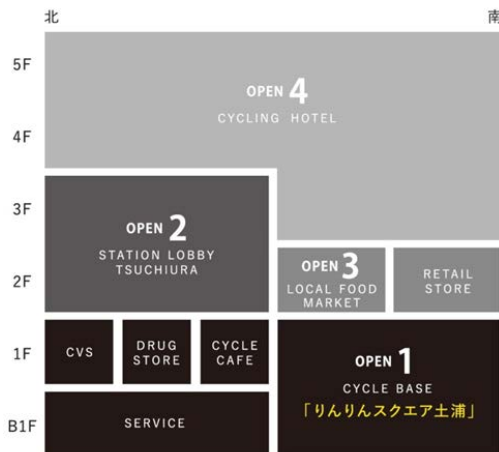 北
南
5F
OPEN 4
CYCLING HOTEL
4F
3F
OPEN 2
STATION LOBBY
TSUCHIURA
2F
OPEN 3
LOCAL FOOD
MARKET
RETAIL
STORE
1F
CVS
DRUG
STORE
CYCLE
CAFE
OPEN 1
CYCLE BASE
「りんりんスクエア土浦」
B1F
SERVICE